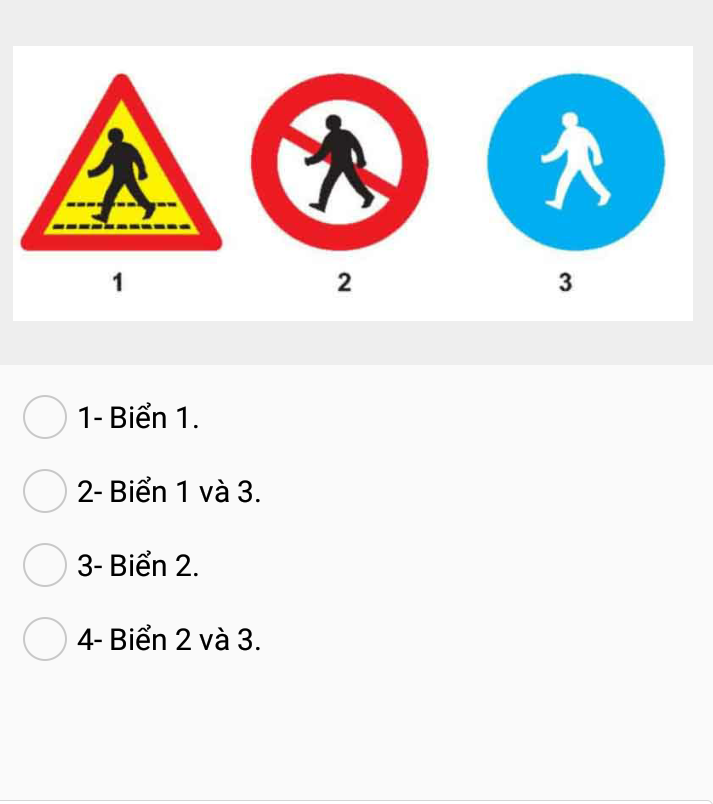 1 2 3
1- Biển 1.
2- Biển 1 và 3.
3- Biển 2.
4- Biển 2 và 3.